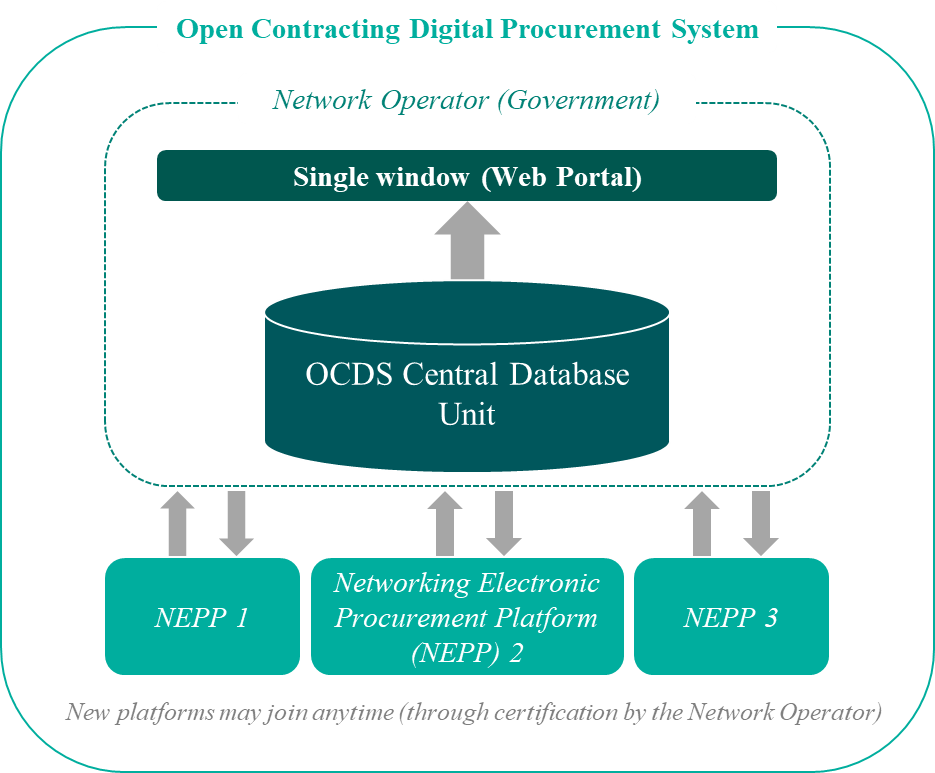 Open Contracting Digital Procurement System
Network Operator (Government)
Single window (Web Portal)
OCDS Central Database
Unit
NEPP 1
Networking Electronic
Procurement Platform
(NEPP) 2
NEPP 3
New platforms may join anytime (through certification by the Network Operator)